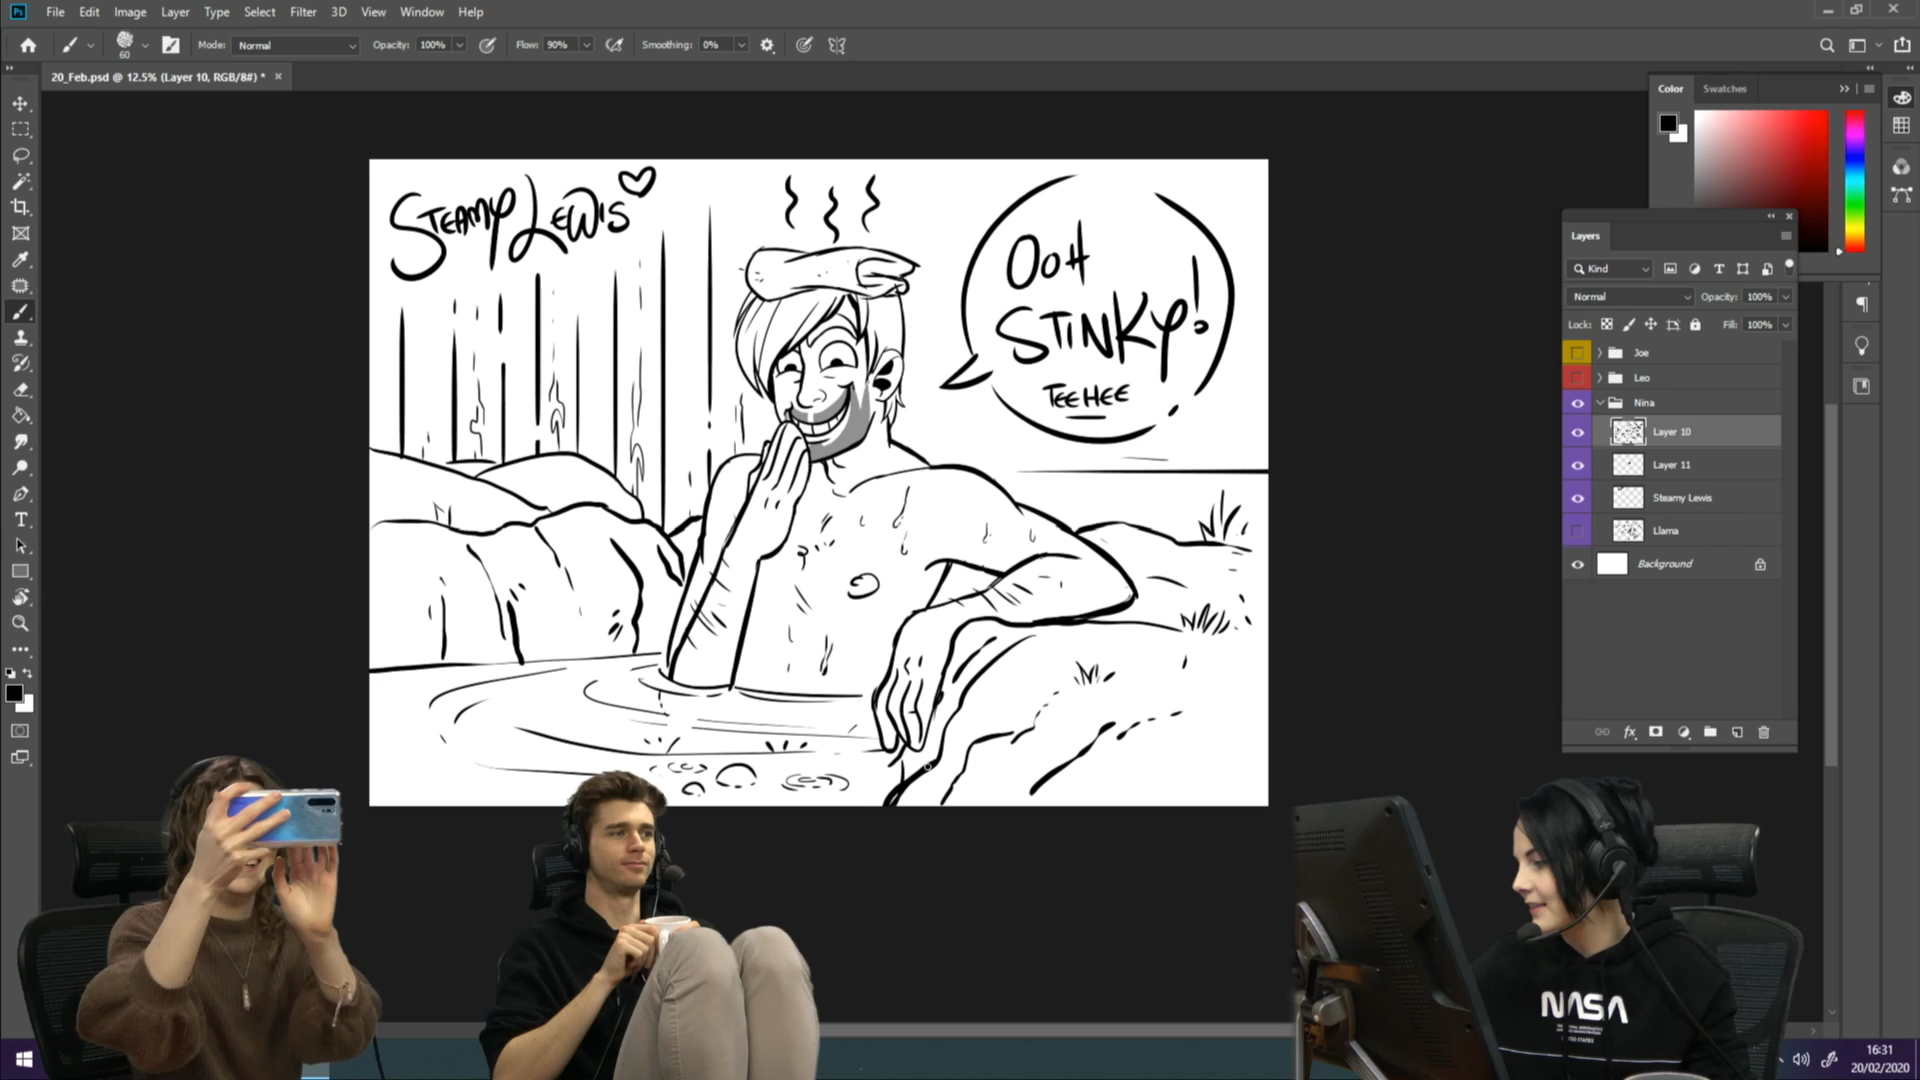 Ps File Edit Image Layer Type Select Filter 3D View Window Help
60 Mode: Normal Opacity: 100% Flow: 90% Smoothing: 0%
20_Feb.psd @ 12.5% (Layer 10, RGB/8#) *
Color Swatches
STEAMY LEWIS
OOH
STINKY!
TEEHEE
Layers
Kind
Normal Opacity: 100%
Lock: Fill: 100%
Joe
Leo
Nina
Layer 10
Layer 11
Steamy Lewis
Llama
Background
NASA
16:31
20/02/2020